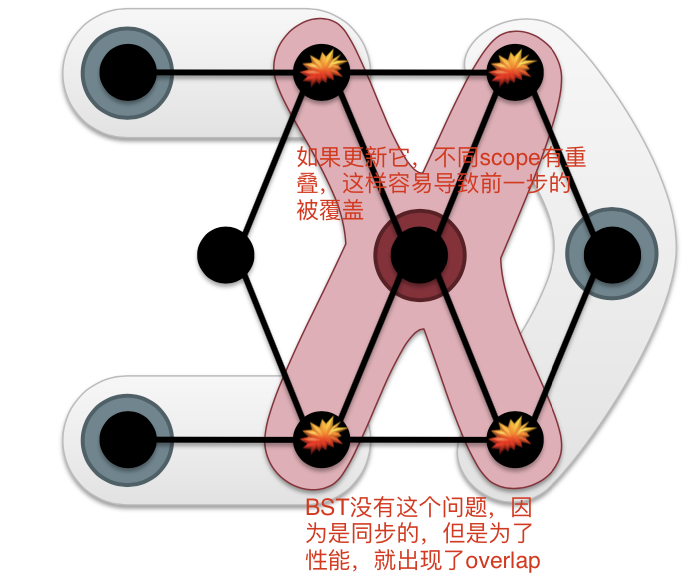 如果更新它，不同scope有重
叠，这样容易导致前一步的
被覆盖
BST没有这个问题，因
为是同步的，但是为了
性能，就出现了overlap